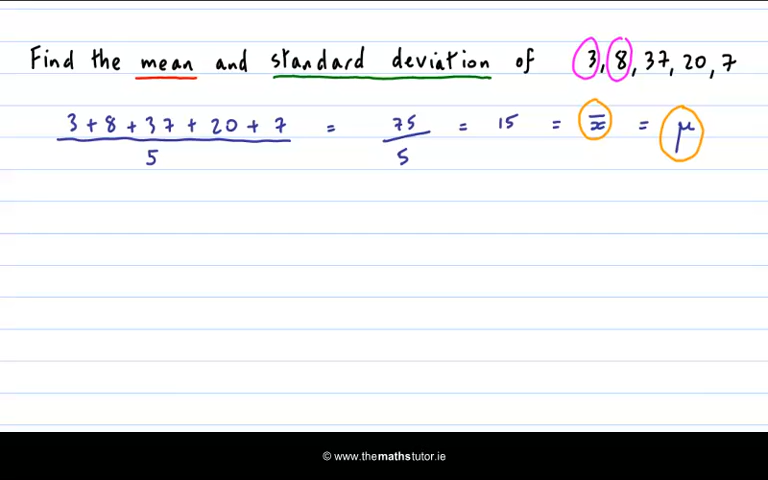 Find the mean and standard deviation of 3, 8, 37, 20, 7
3 + 8 + 37 + 20 + 7 / 5 = 75 / 5 = 15 = x̄ = μ
© www.themathstutor.ie